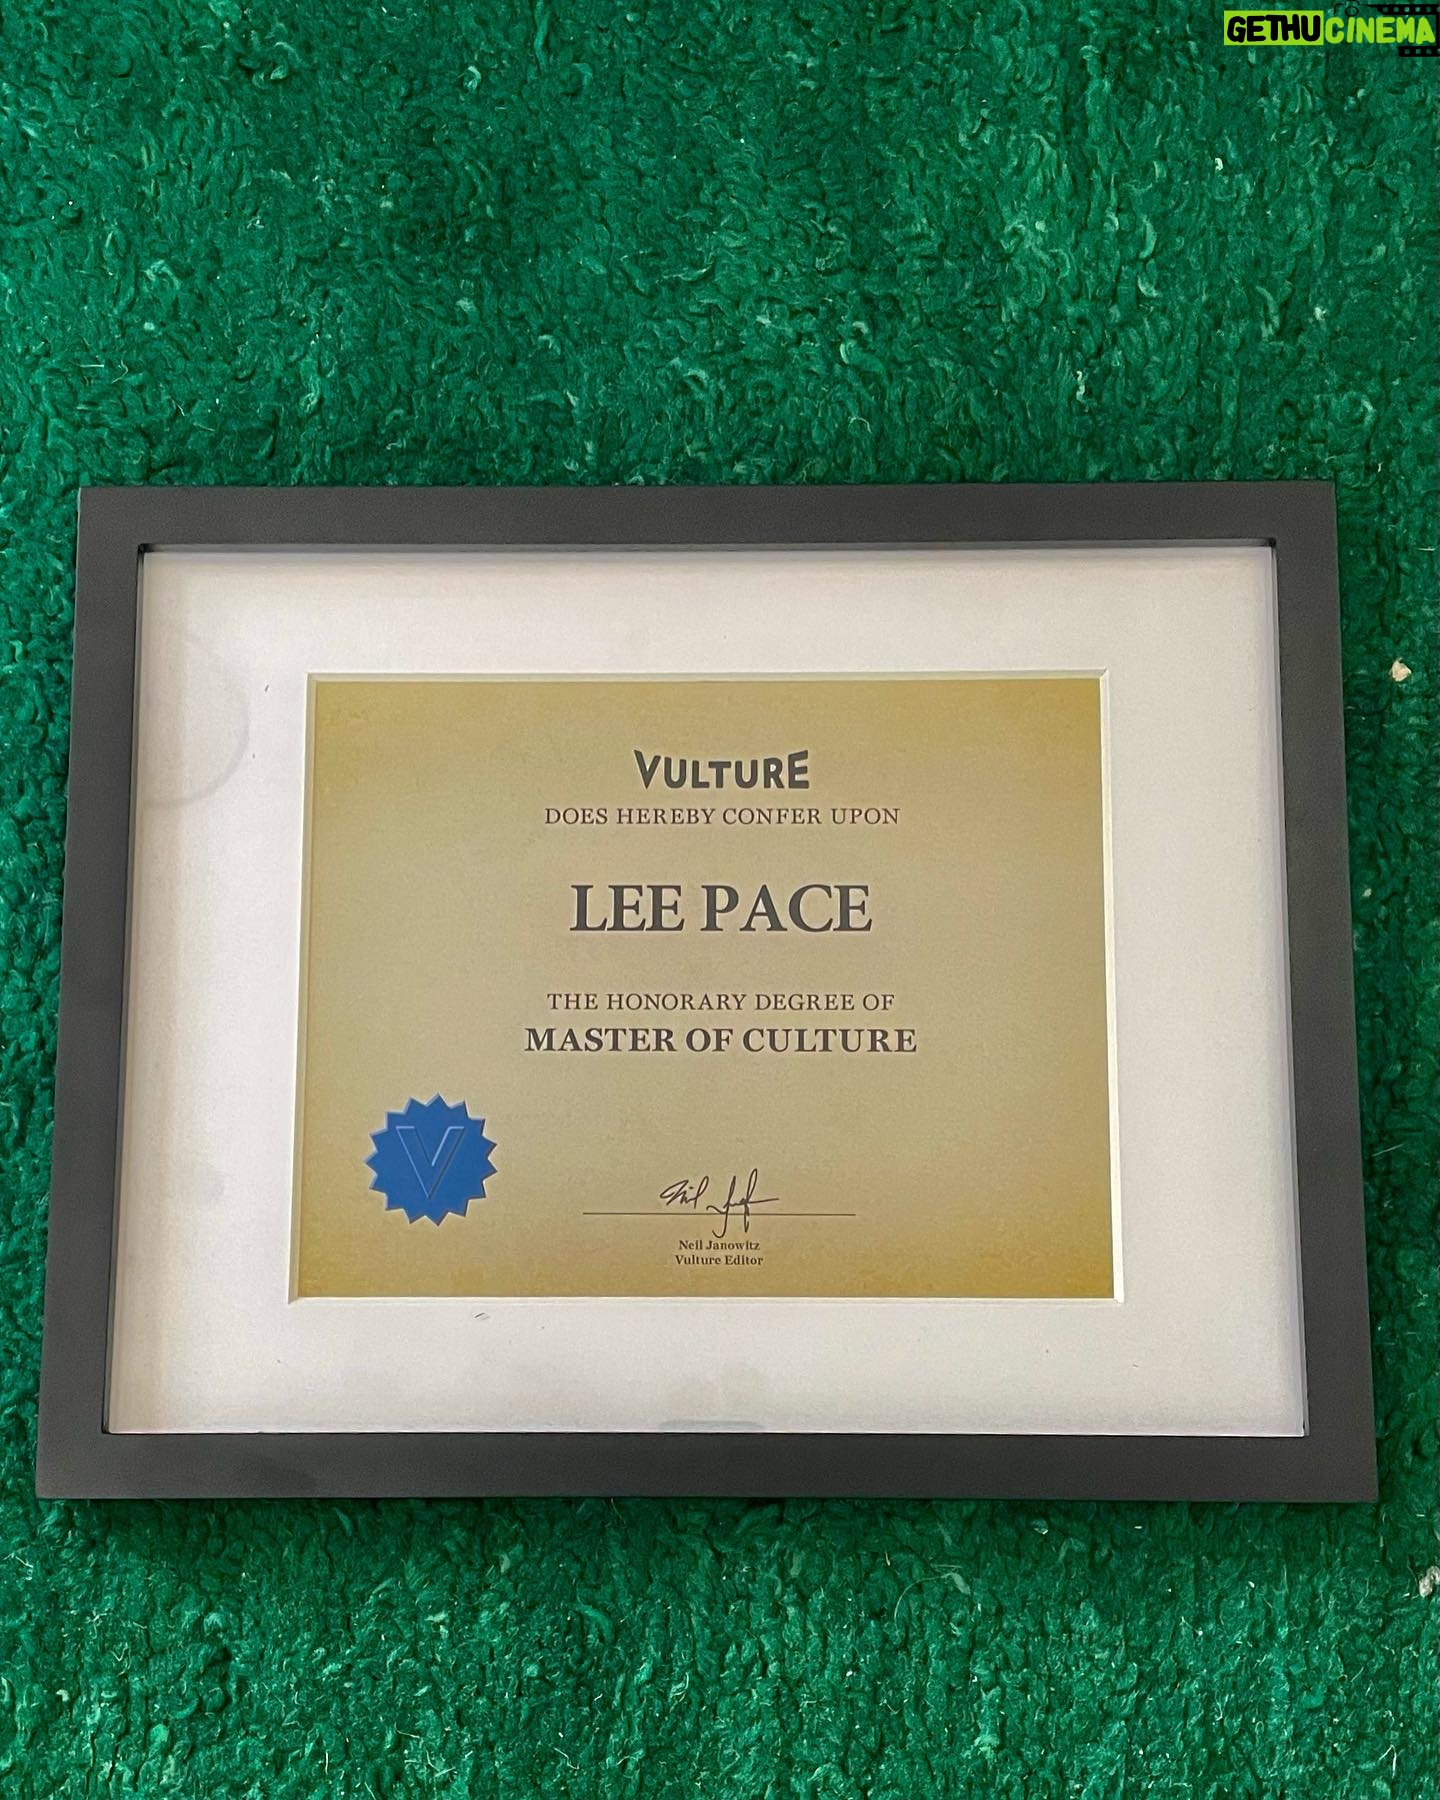 GETHUCINEMA
VULTURE
DOES HEREBY CONFER UPON
LEE PACE
THE HONORARY DEGREE OF
MASTER OF CULTURE
V
Neil Janowitz
Vulture Editor